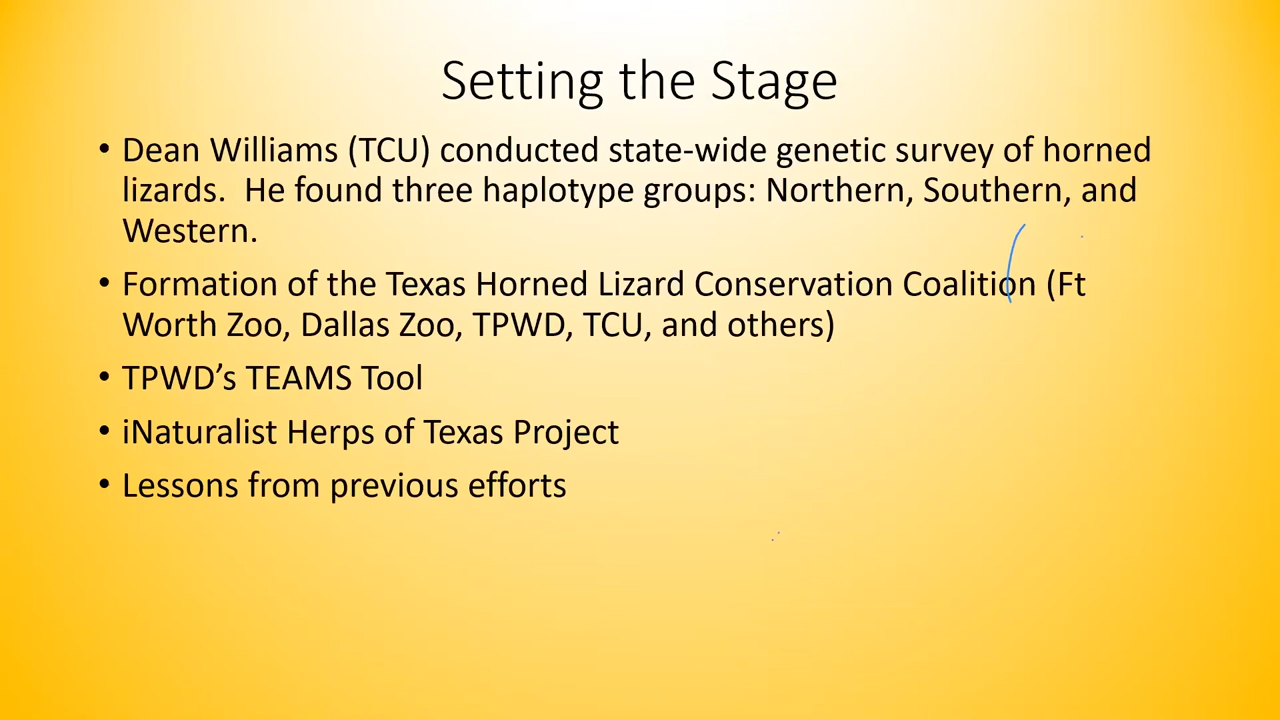 Setting the Stage
• Dean Williams (TCU) conducted state-wide genetic survey of horned
lizards.  He found three haplotype groups: Northern, Southern, and
Western.
• Formation of the Texas Horned Lizard Conservation Coalition (Ft
Worth Zoo, Dallas Zoo, TPWD, TCU, and others)
• TPWD’s TEAMS Tool
• iNaturalist Herps of Texas Project
• Lessons from previous efforts